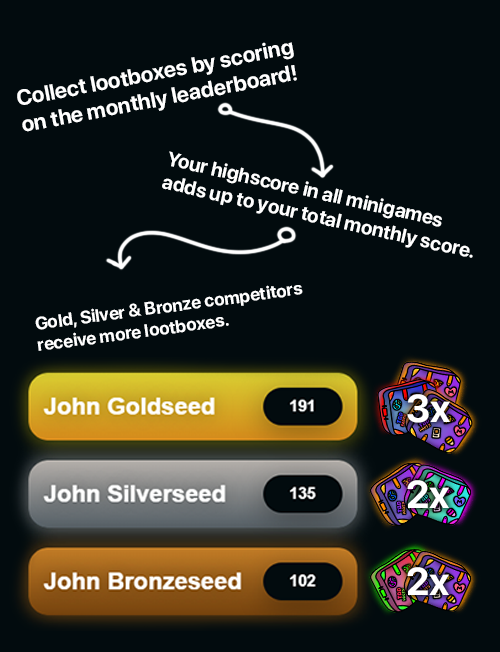 Collect lootboxes by scoring
on the monthly leaderboard!
Your highscore in all minigames
adds up to your total monthly score.
Gold, Silver & Bronze competitors
receive more lootboxes.
John Goldseed 191 3x
John Silverseed 135 2x
John Bronzeseed 102 2x